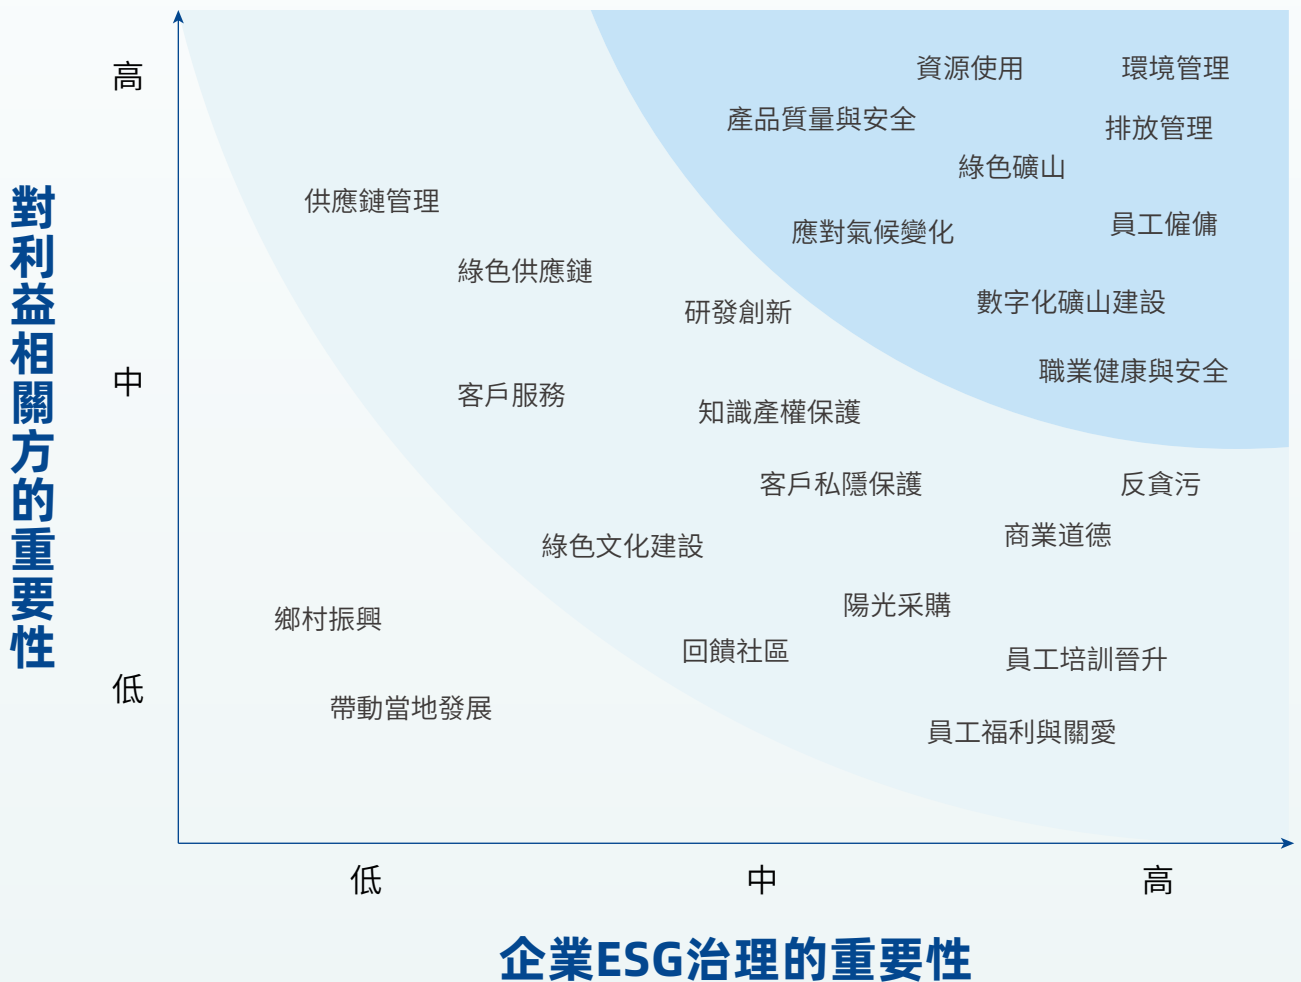 對利益相關方的重要性
高
中
低
資源使用
環境管理
產品質量與安全
排放管理
綠色礦山
供應鏈管理
應對氣候變化
員工僱傭
綠色供應鏈
研發創新
數字化礦山建設
職業健康與安全
客戶服務
知識產權保護
客戶私隱保護
反貪污
商業道德
綠色文化建設
陽光采購
鄉村振興
回饋社區
員工培訓晉升
帶動當地發展
員工福利與關愛
低
中
高
企業ESG治理的重要性